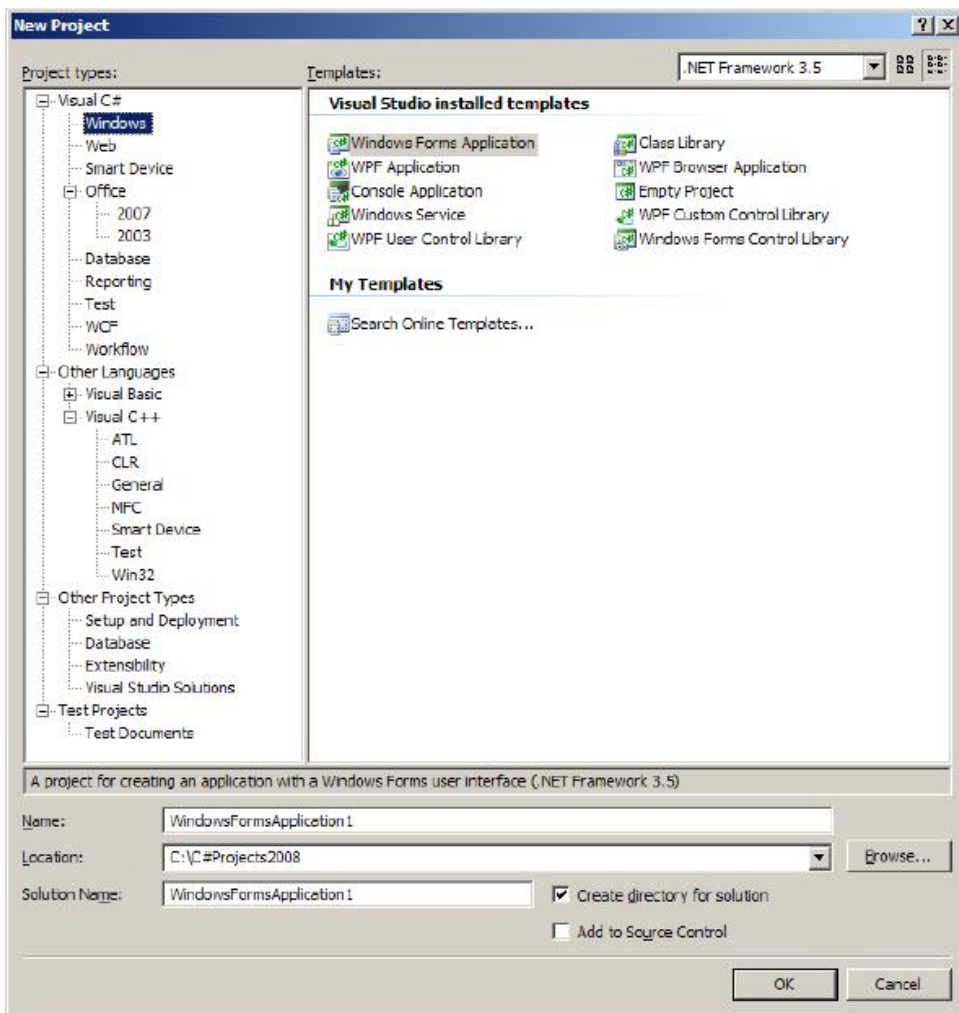 New Project
Project types:
Templates:
.NET Framework 3.5
Visual C#
Windows
Web
Smart Device
Office
2007
2003
Database
Reporting
Test
WCF
Workflow
Other Languages
Visual Basic
Visual C++
ATL
CLR
General
MFC
Smart Device
Test
Win32
Other Project Types
Setup and Deployment
Database
Extensibility
Visual Studio Solutions
Test Projects
Test Documents
Visual Studio installed templates
Windows Forms Application
WPF Application
Console Application
Windows Service
WPF User Control Library
Class Library
WPF Browser Application
Empty Project
WPF Custom Control Library
Windows Forms Control Library
My Templates
Search Online Templates...
A project for creating an application with a Windows Forms user interface (.NET Framework 3.5)
Name:
WindowsFormsApplication1
Location:
C:\C#Projects2008
Browse...
Solution Name:
WindowsFormsApplication1
Create directory for solution
Add to Source Control
OK
Cancel